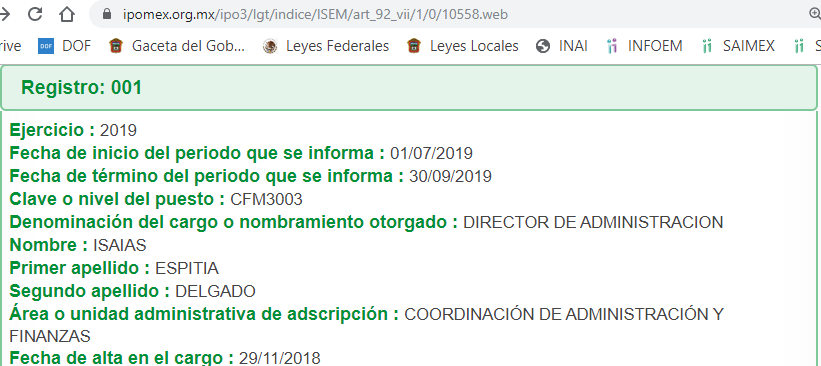 ipomex.org.mx/ipo3/lgt/indice/ISEM/art_92_vii/1/0/10558.web
rive DOF DOF Gaceta del Gob... Leyes Federales Leyes Locales INAI INFOEM SAIMEX S
Registro: 001
Ejercicio : 2019
Fecha de inicio del periodo que se informa : 01/07/2019
Fecha de término del periodo que se informa : 30/09/2019
Clave o nivel del puesto : CFM3003
Denominación del cargo o nombramiento otorgado : DIRECTOR DE ADMINISTRACION
Nombre : ISAIAS
Primer apellido : ESPITIA
Segundo apellido : DELGADO
Área o unidad administrativa de adscripción : COORDINACIÓN DE ADMINISTRACIÓN Y
FINANZAS
Fecha de alta en el cargo : 29/11/2018